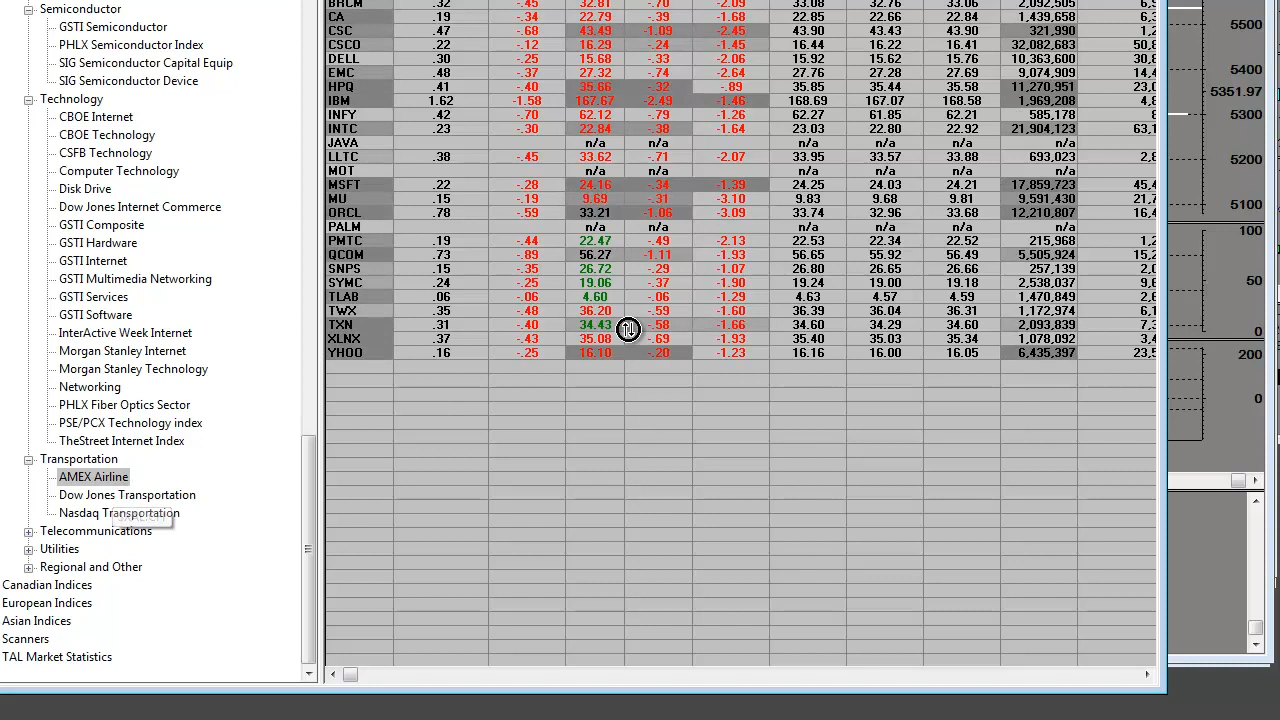 Semiconductor
GSTI Semiconductor
PHLX Semiconductor Index
SIG Semiconductor Capital Equip
SIG Semiconductor Device
Technology
CBOE Internet
CBOE Technology
CSFB Technology
Computer Technology
Disk Drive
Dow Jones Internet Commerce
GSTI Composite
GSTI Hardware
GSTI Internet
GSTI Multimedia Networking
GSTI Services
GSTI Software
InterActive Week Internet
Morgan Stanley Internet
Morgan Stanley Technology
Networking
PHLX Fiber Optics Sector
PSE/PCX Technology index
TheStreet Internet Index
Transportation
AMEX Airline
Dow Jones Transportation
Nasdaq Transportation
Telecommunications
Utilities
Regional and Other
Canadian Indices
European Indices
Asian Indices
Scanners
TAL Market Statistics
BRCM .32 -.45 32.81 -.70 -2.09 33.08 32.76 33.06 2,092,505
CA .19 -.34 22.79 -.39 -1.68 22.85 22.66 22.84 1,439,658
CSC .47 -.68 43.49 -1.09 -2.45 43.90 43.43 43.90 321,990
CSCO .22 -.12 16.29 -.24 -1.45 16.44 16.22 16.41 32,082,683
DELL .30 -.25 15.68 -.33 -2.06 15.92 15.62 15.76 10,363,600
EMC .48 -.37 27.32 -.74 -2.64 27.76 27.28 27.69 9,074,909
HPQ .41 -.40 35.66 -.32 -.89 35.85 35.44 35.58 11,270,951
IBM 1.62 -1.58 167.67 -2.49 -1.46 168.69 167.07 168.58 1,969,208
INFY .42 -.70 62.12 -.79 -1.26 62.27 61.85 62.21 585,178
INTC .23 -.30 22.84 -.38 -1.64 23.03 22.80 22.92 21,904,123
JAVA n/a n/a n/a n/a n/a n/a n/a
LLTC .38 -.45 33.62 -.71 -2.07 33.95 33.57 33.88 693,023
MOT n/a n/a n/a n/a n/a n/a n/a
MSFT .22 -.28 24.16 -.34 -1.39 24.25 24.03 24.21 17,859,723
MU .15 -.19 9.69 -.31 -3.10 9.83 9.68 9.81 9,591,430
ORCL .78 -.59 33.21 -1.06 -3.09 33.74 32.96 33.68 12,210,807
PALM n/a n/a n/a n/a n/a n/a n/a
PMTC .19 -.44 22.47 -.49 -2.13 22.53 22.34 22.52 215,968
QCOM .73 -.89 56.27 -1.11 -1.93 56.65 55.92 56.49 5,505,924
SNPS .15 -.35 26.72 -.29 -1.07 26.80 26.65 26.66 257,139
SYMC .24 -.25 19.06 -.37 -1.90 19.24 19.00 19.18 2,538,037
TLAB .06 -.06 4.60 -.06 -1.29 4.63 4.57 4.59 1,470,849
TWX .35 -.48 36.20 -.59 -1.60 36.39 36.04 36.04 1,172,974
TXN .31 -.40 34.43 -.58 -1.66 34.60 34.29 34.60 2,093,839
XLNX .37 -.43 35.08 -.69 -1.93 35.40 35.03 35.34 1,078,092
YHOO .16 -.25 16.10 -.20 -1.23 16.16 16.00 16.05 6,435,397
5500
5400
5351.97
5300
5200
5100
100
50
0
200
0